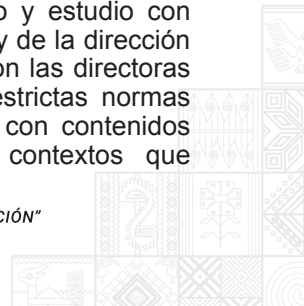 o y estudio con
y de la dirección
on las directoras
estrictas normas
con contenidos
contextos que
CIÓN”